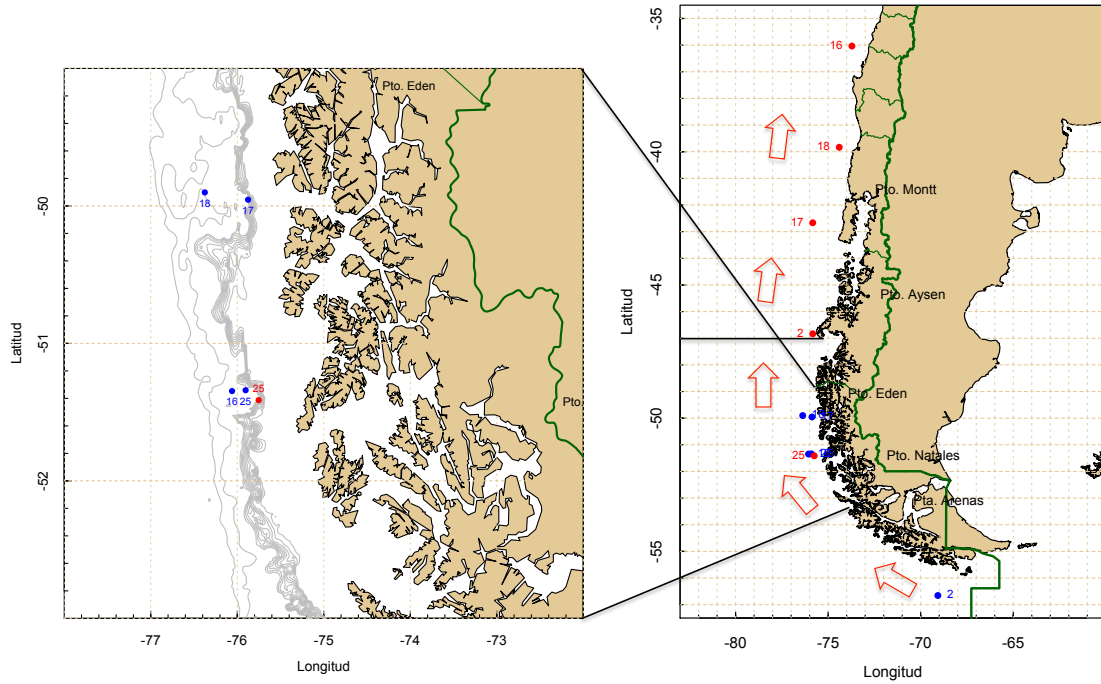 Pto. Eden
18
17
25
16
25
Pto.
-50
-51
-52
-77
-76
-75
-74
-73
Latitud
Longitud
16
18
Pto. Montt
17
Pto. Aysen
2
Pto. Eden
25
Pto. Natales
Pta. Arenas
2
-35
-40
-45
-50
-55
-80
-75
-70
-65
Latitud
Longitud